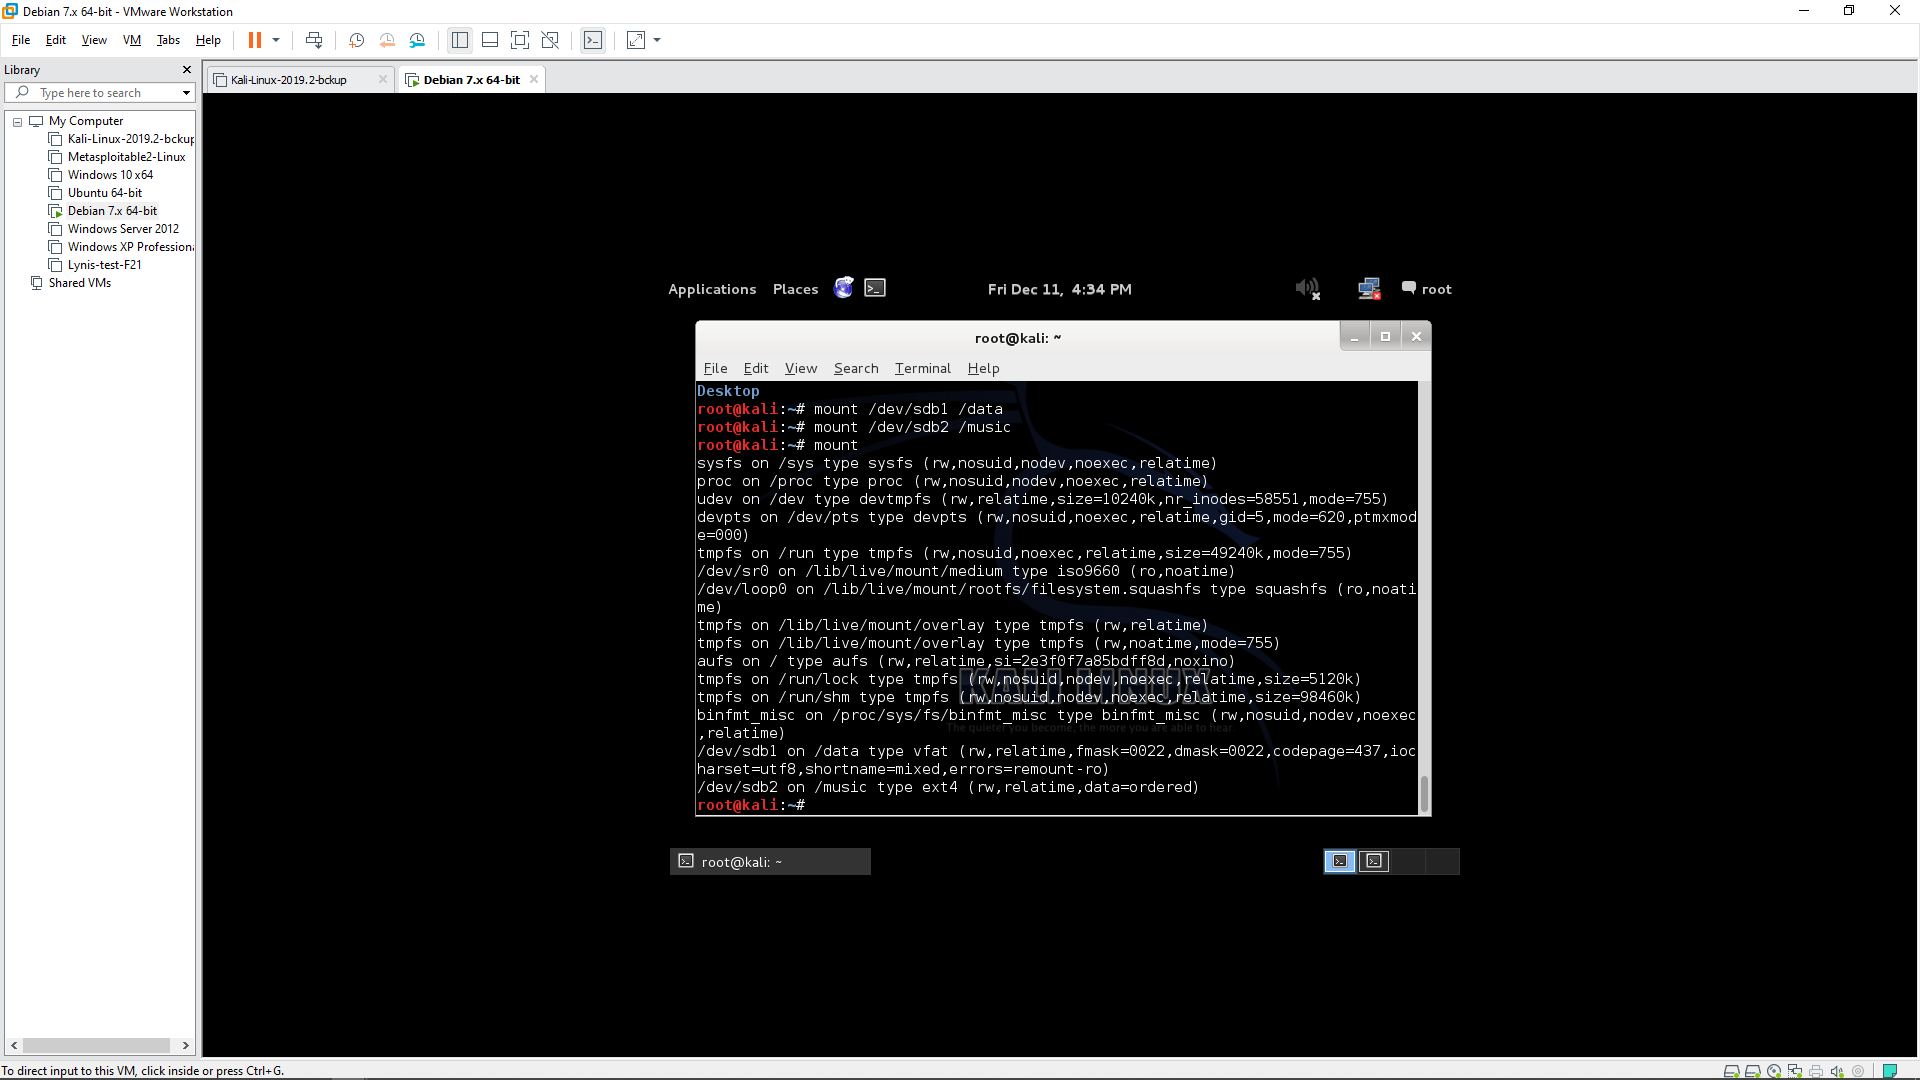 Debian 7.x 64-bit - VMware Workstation
File Edit View VM Tabs Help
Library
Type here to search
My Computer
Kali-Linux-2019.2-bckup
Metasploitable2-Linux
Windows 10 x64
Ubuntu 64-bit
Debian 7.x 64-bit
Windows Server 2012
Windows XP Professiona
Lynis-test-F21
Shared VMs
Kali-Linux-2019.2-bckup
Debian 7.x 64-bit
Applications Places Fri Dec 11, 4:34 PM root
root@kali: ~
File Edit View Search Terminal Help
Desktop
root@kali:~# mount /dev/sdb1 /data
root@kali:~# mount /dev/sdb2 /music
root@kali:~# mount
sysfs on /sys type sysfs (rw,nosuid,nodev,noexec,relatime)
proc on /proc type proc (rw,nosuid,nodev,noexec,relatime)
udev on /dev type devtmpfs (rw,relatime,size=10240k,nr_inodes=58551,mode=755)
devpts on /dev/pts type devpts (rw,nosuid,noexec,relatime,gid=5,mode=620,ptmxmod
e=000)
tmpfs on /run type tmpfs (rw,nosuid,noexec,relatime,size=49240k,mode=755)
/dev/sr0 on /lib/live/mount/medium type iso9660 (ro,noatime)
/dev/loop0 on /lib/live/mount/rootfs/filesystem.squashfs type squashfs (ro,noati
me)
tmpfs on /lib/live/mount/overlay type tmpfs (rw,relatime)
tmpfs on /lib/live/mount/overlay type tmpfs (rw,noatime,mode=755)
aufs on / type aufs (rw,relatime,si=2e3f0f7a85bdff8d,noxino)
tmpfs on /run/lock type tmpfs (rw,nosuid,nodev,noexec,relatime,size=5120k)
tmpfs on /run/shm type tmpfs (rw,nosuid,nodev,noexec,relatime,size=98460k)
binfmt_misc on /proc/sys/fs/binfmt_misc type binfmt_misc (rw,nosuid,nodev,noexec
,relatime)
/dev/sdb1 on /data type vfat (rw,relatime,fmask=0022,dmask=0022,codepage=437,ioc
harset=utf8,shortname=mixed,errors=remount-ro)
/dev/sdb2 on /music type ext4 (rw,relatime,data=ordered)
root@kali:~#
KALI LINUX
The quieter you become, the more you are able to hear
root@kali: ~
To direct input to this VM, click inside or press Ctrl+G.